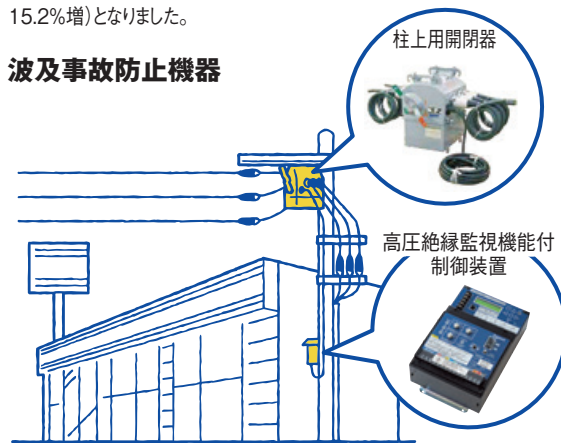 15.2%増)となりました。
波及事故防止機器
柱上用開閉器
高圧絶縁監視機能付
制御装置